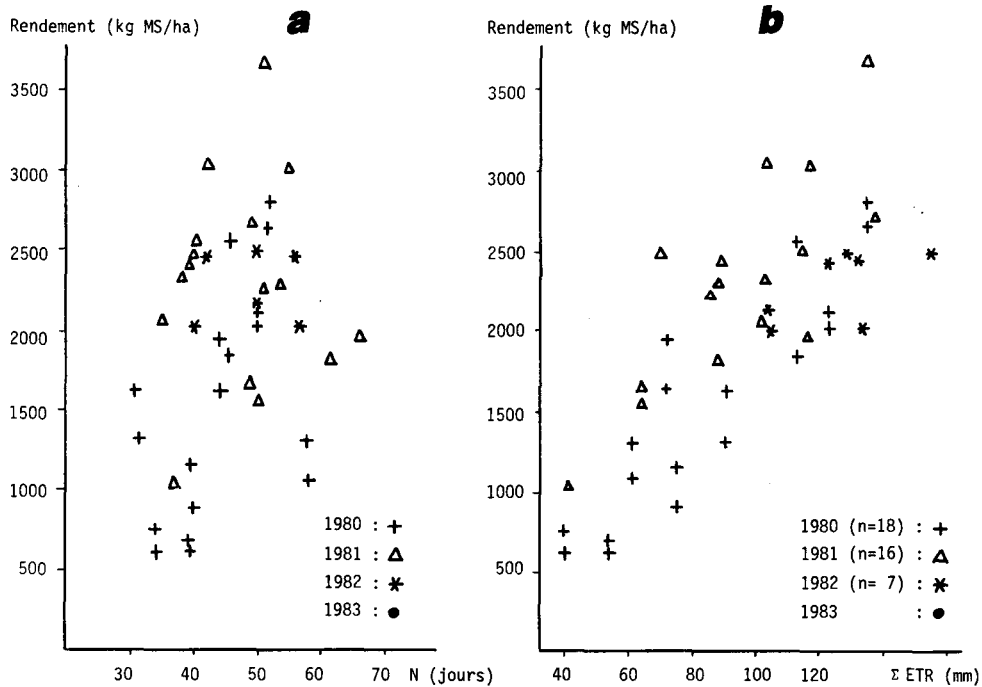 a
Rendement (kg MS/ha)
3500
3000
2500
2000
1500
1000
500
1980 : +
1981 : Δ
1982 : *
1983 : ●
30 40 50 60 70 N (jours)
b
Rendement (kg MS/ha)
3500
3000
2500
2000
1500
1000
500
1980 (n=18) : +
1981 (n=16) : Δ
1982 (n= 7) : *
1983 : ●
40 60 80 100 120 Σ ETR (mm)